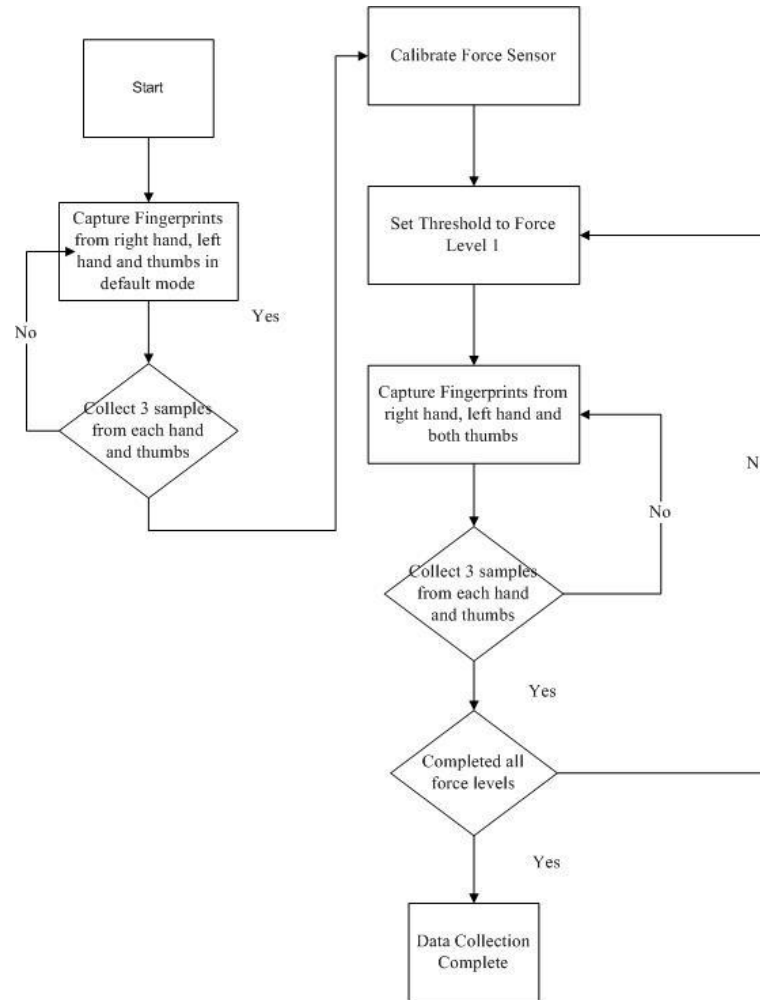 Start
Capture Fingerprints
from right hand, left
hand and thumbs in
default mode
No
Yes
Collect 3 samples
from each hand
and thumbs
Calibrate Force Sensor
Set Threshold to Force
Level 1
Capture Fingerprints from
right hand, left hand and
both thumbs
No
Collect 3 samples
from each hand
and thumbs
Yes
Completed all
force levels
N
Yes
Data Collection
Complete